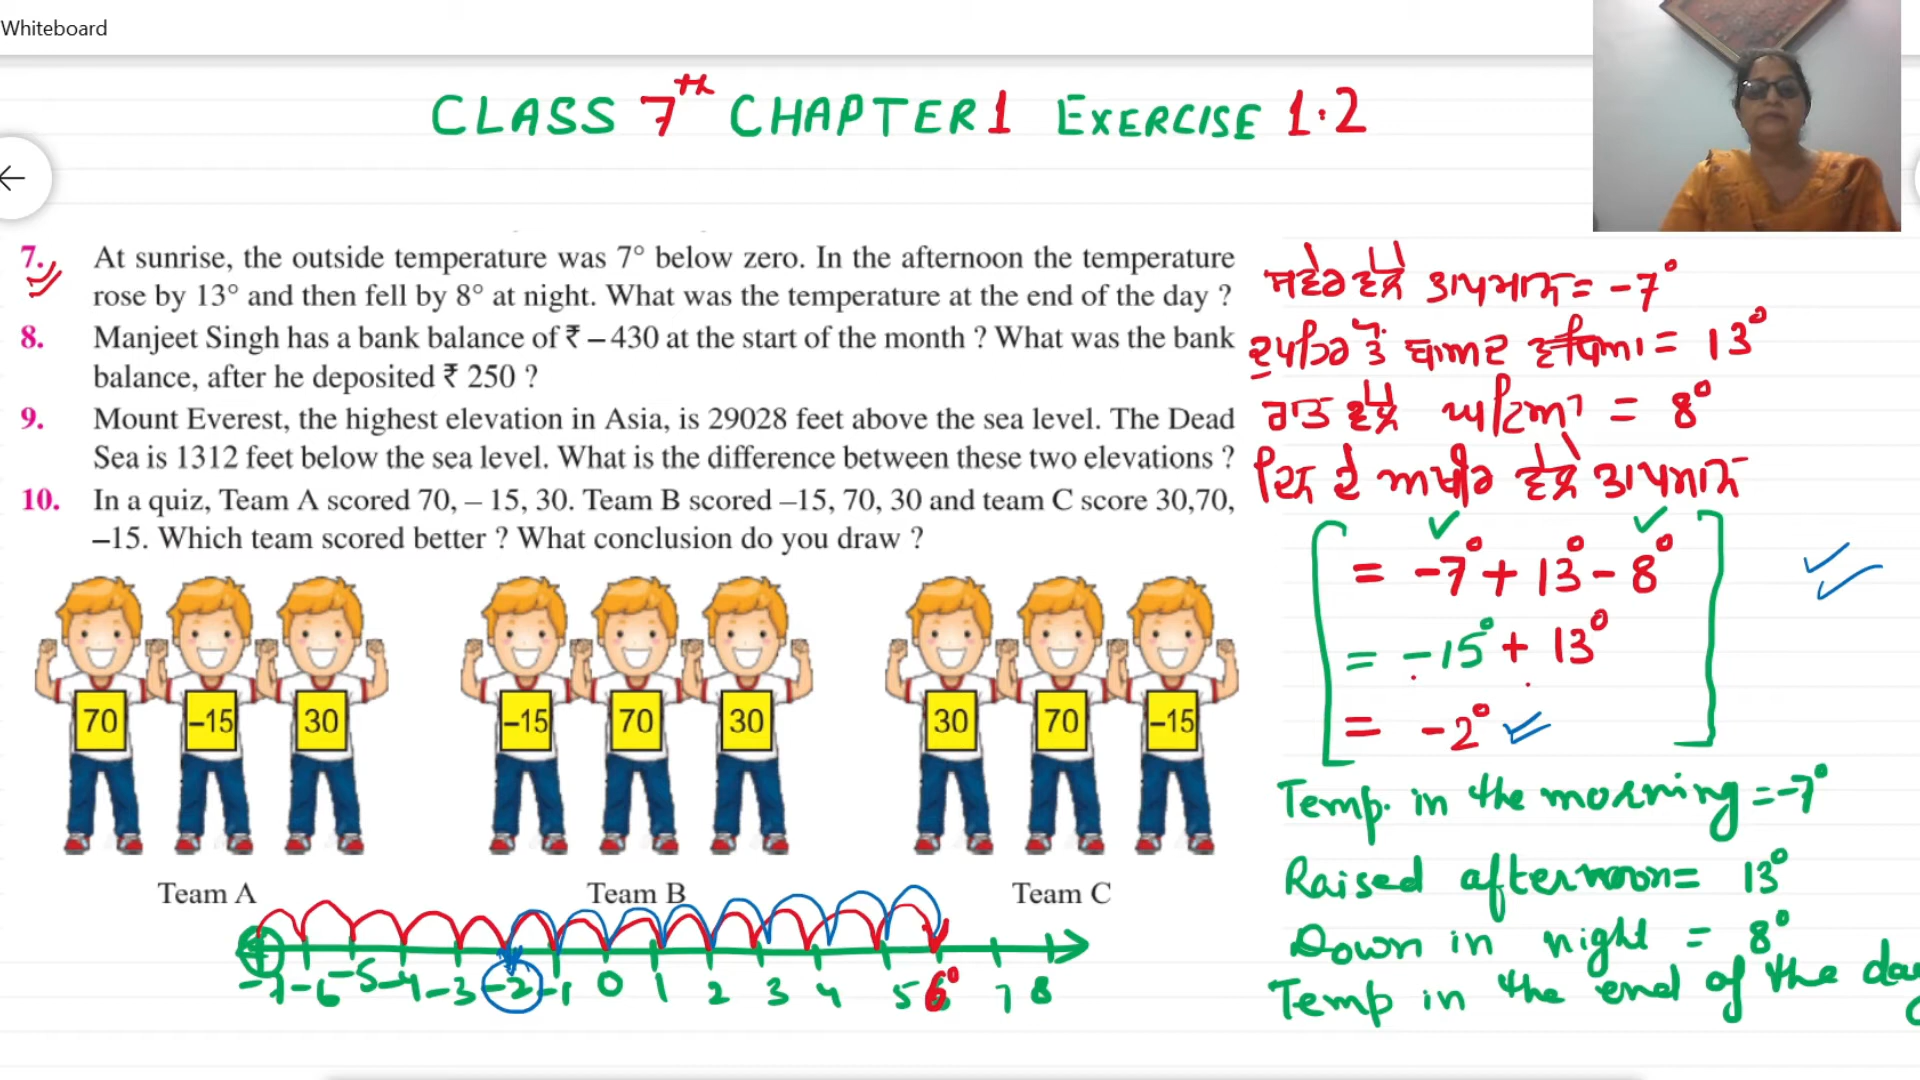 Whiteboard
CLASS 7th CHAPTER 1 EXERCISE 1.2
7. At sunrise, the outside temperature was 7° below zero. In the afternoon the temperature
rose by 13° and then fell by 8° at night. What was the temperature at the end of the day ?
8. Manjeet Singh has a bank balance of ₹ – 430 at the start of the month ? What was the bank
balance, after he deposited ₹ 250 ?
9. Mount Everest, the highest elevation in Asia, is 29028 feet above the sea level. The Dead
Sea is 1312 feet below the sea level. What is the difference between these two elevations ?
10. In a quiz, Team A scored 70, – 15, 30. Team B scored –15, 70, 30 and team C score 30,70,
–15. Which team scored better ? What conclusion do you draw ?
70 –15 30 –15 70 30 30 70 –15
Team A Team B Team C
-7 -6 -5 -4 -3 -2 -1 0 1 2 3 4 5 6° 7 8
ਸਵੇਰ ਵੇਲੇ ਤਾਪਮਾਨ = -7°
ਦੁਪਹਿਰ ਨੂੰ = 13°
ਰਾਤ ਵੇਲੇ ਘਟਿਆ = 8°
ਦਿਨ ਦੇ ਅਖੀਰ ਵੇਲੇ ਤਾਪਮਾਨ
= -7° + 13° - 8°
= -15° + 13°
= -2°
Temp. in the morning = -7°
Raised afternoon = 13°
Down in night = 8°
Temp in the end of the day